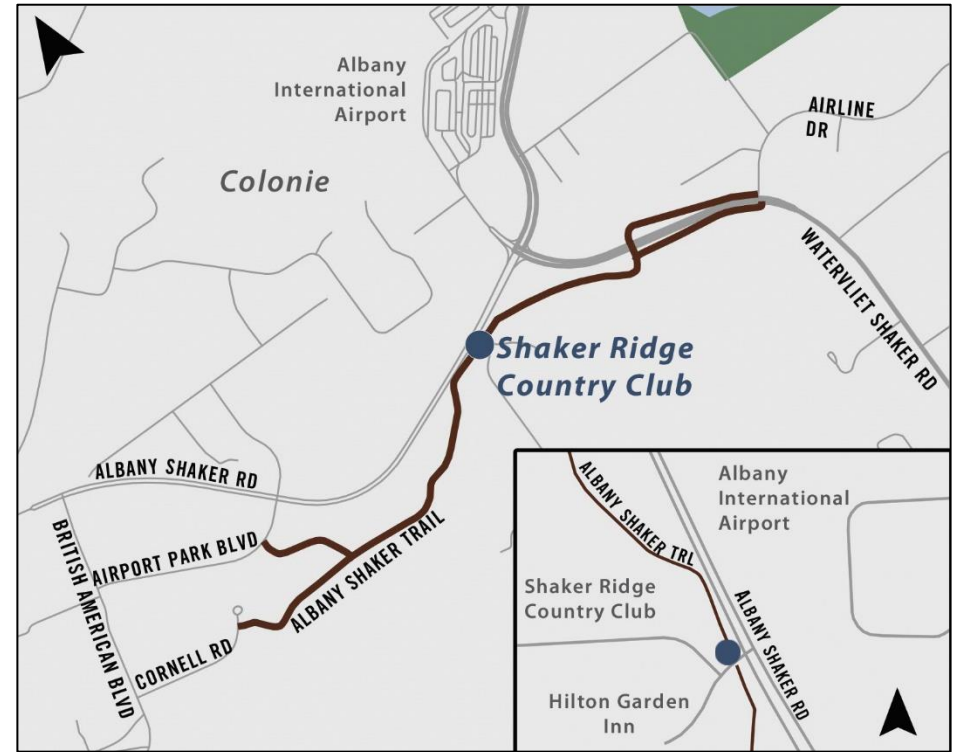 Albany
International
Airport
Colonie
AIRLINE
DR
WATERVLIET SHAKER RD
Shaker Ridge
Country Club
ALBANY SHAKER RD
BRITISH AMERICAN BLVD
AIRPORT PARK BLVD
ALBANY SHAKER TRAIL
CORNELL RD
ALBANY SHAKER TRL
Albany
International
Airport
Shaker Ridge
Country Club
ALBANY SHAKER RD
Hilton Garden
Inn